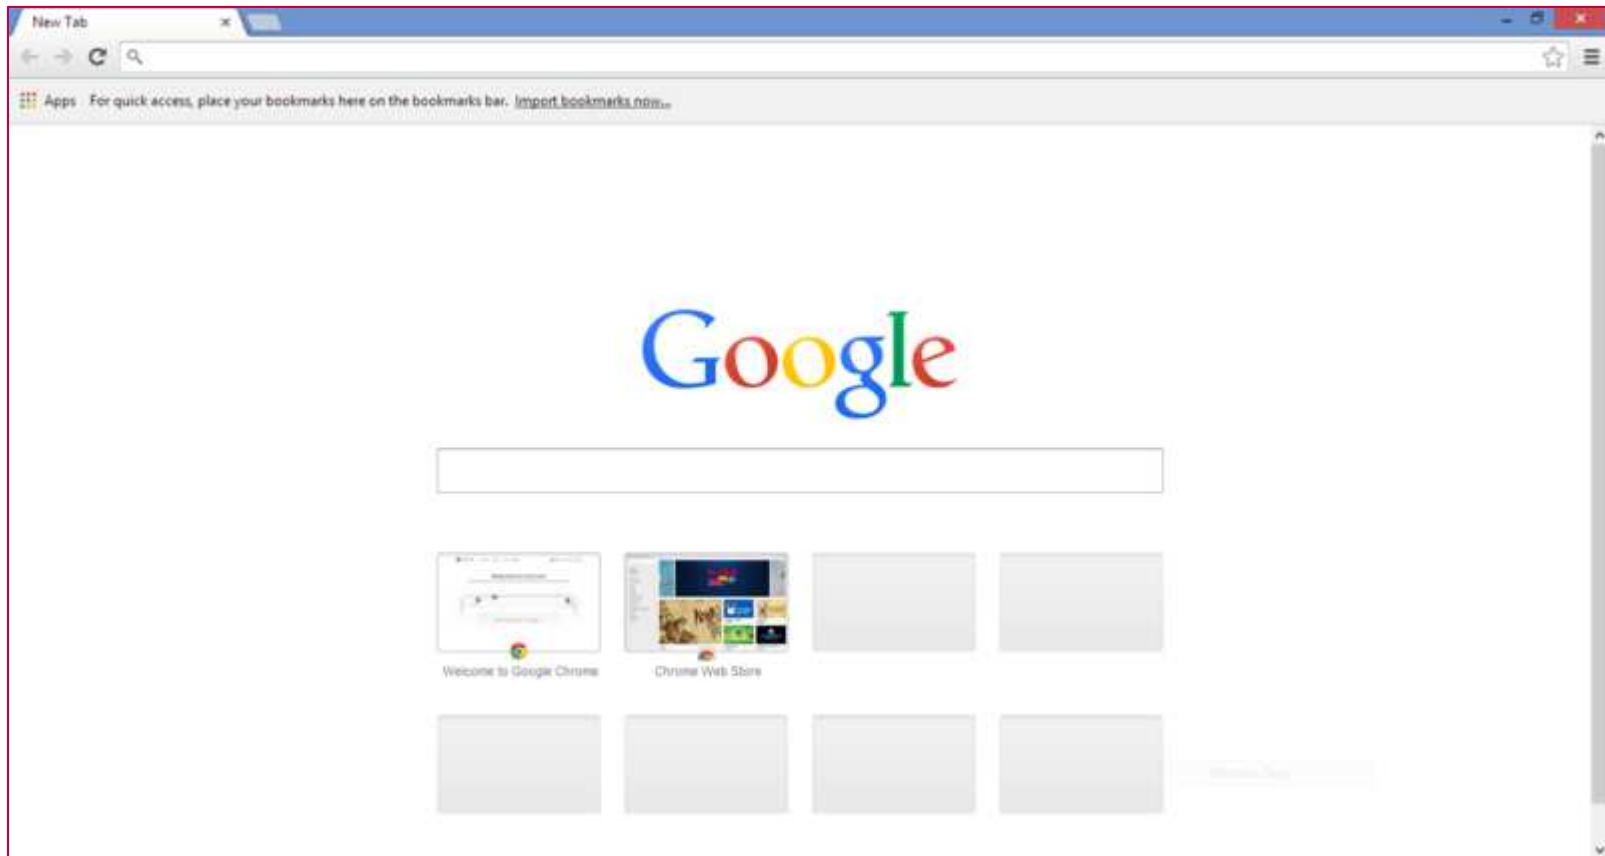 New Tab
Apps For quick access, place your bookmarks here on the bookmarks bar. Import bookmarks now...
Google
Welcome to Google Chrome
Chrome Web Store